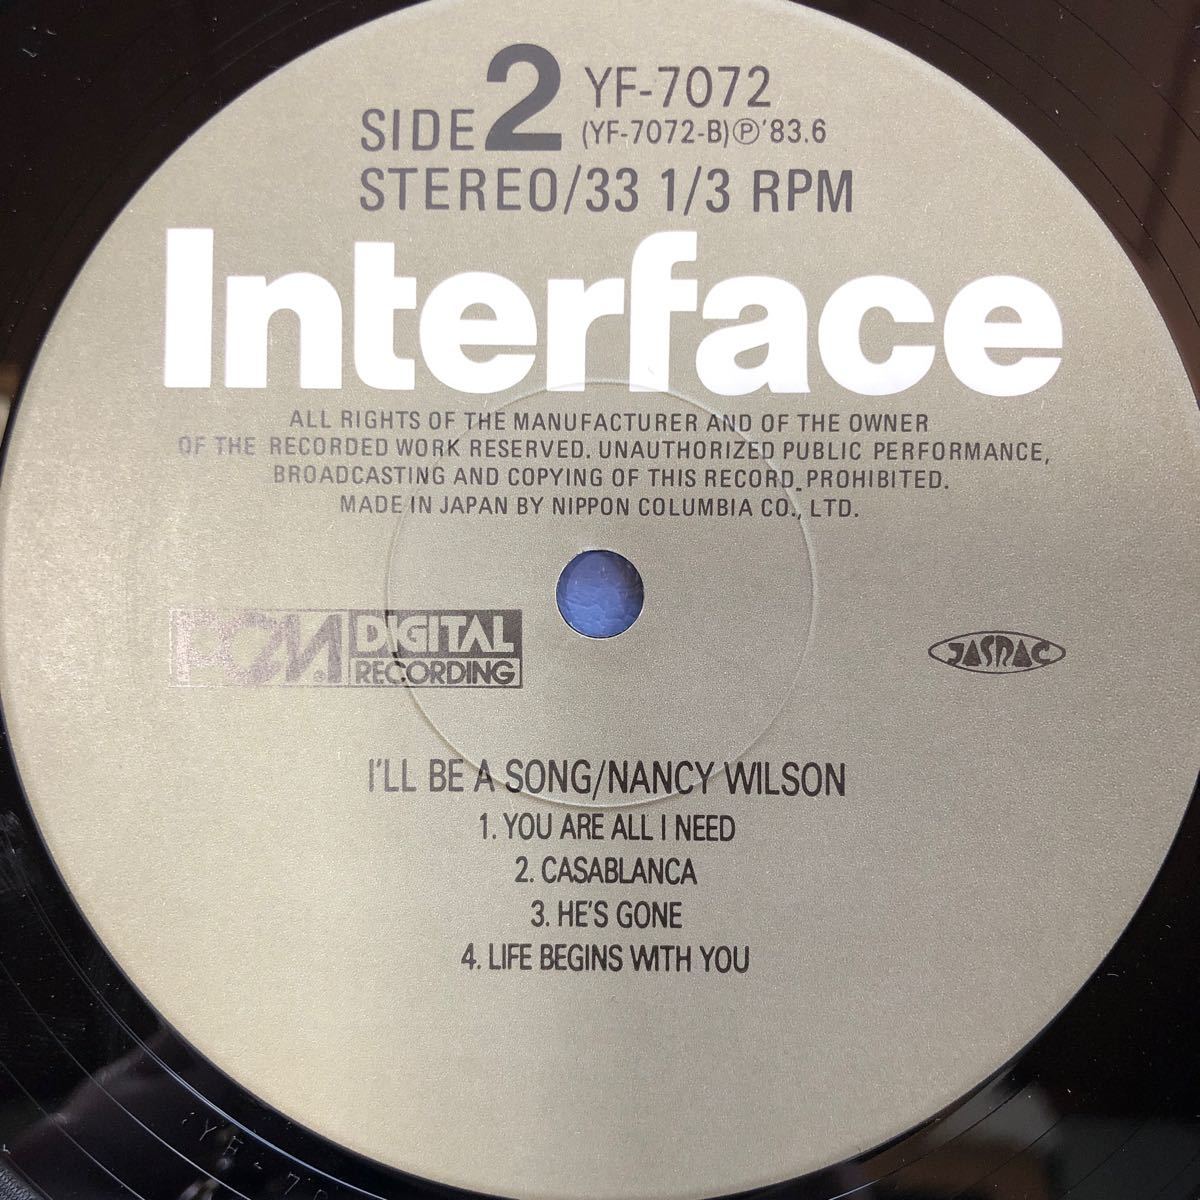 SIDE 2 YF-7072
(YF-7072-B)Ⓟ'83.6
STEREO/33 1/3 RPM
Interface
ALL RIGHTS OF THE MANUFACTURER AND OF THE OWNER
OF THE RECORDED WORK RESERVED. UNAUTHORIZED PUBLIC PERFORMANCE,
BROADCASTING AND COPYING OF THIS RECORD PROHIBITED.
MADE IN JAPAN BY NIPPON COLUMBIA CO., LTD.
PCM DIGITAL
RECORDING
JASRAC
I'LL BE A SONG/NANCY WILSON
1. YOU ARE ALL I NEED
2. CASABLANCA
3. HE'S GONE
4. LIFE BEGINS WITH YOU